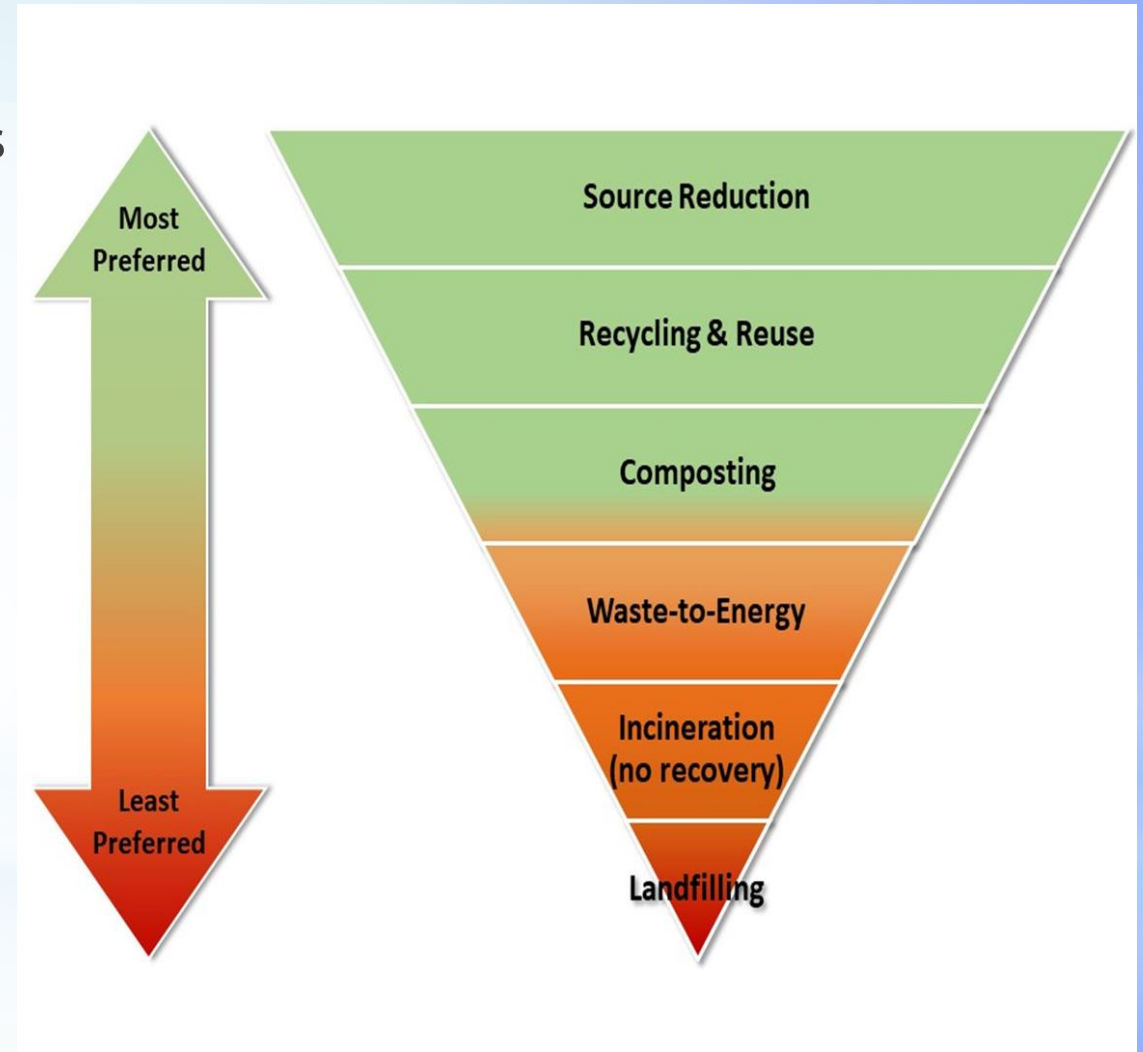 s
Most
Preferred
Source Reduction
Recycling & Reuse
Composting
Waste-to-Energy
Incineration
(no recovery)
Least
Preferred
Landfilling